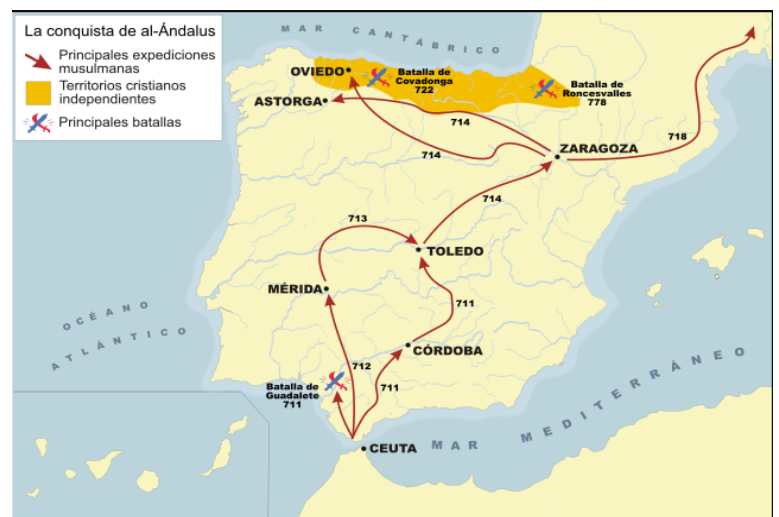 La conquista de al-Ándalus
Principales expediciones
musulmanas
Territorios cristianos
independientes
Principales batallas
MAR CANTÁBRICO
OVIEDO
Batalla de
Covadonga
722
Batalla de
Roncesvalles
778
ASTORGA
714
718
714
ZARAGOZA
714
713
TOLEDO
MÉRIDA
711
OCÉANO
ATLÁNTICO
CÓRDOBA
712
711
Batalla de
Guadalete
711
MAR MEDITERRÁNEO
CEUTA